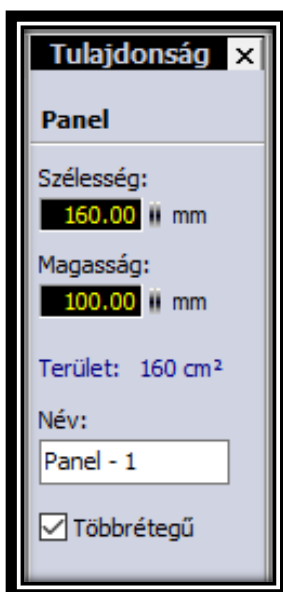 Tulajdonság
Panel
Szélesség:
160.00 mm
Magasság:
100.00 mm
Terület: 160 cm²
Név:
Panel - 1
Többrétegű